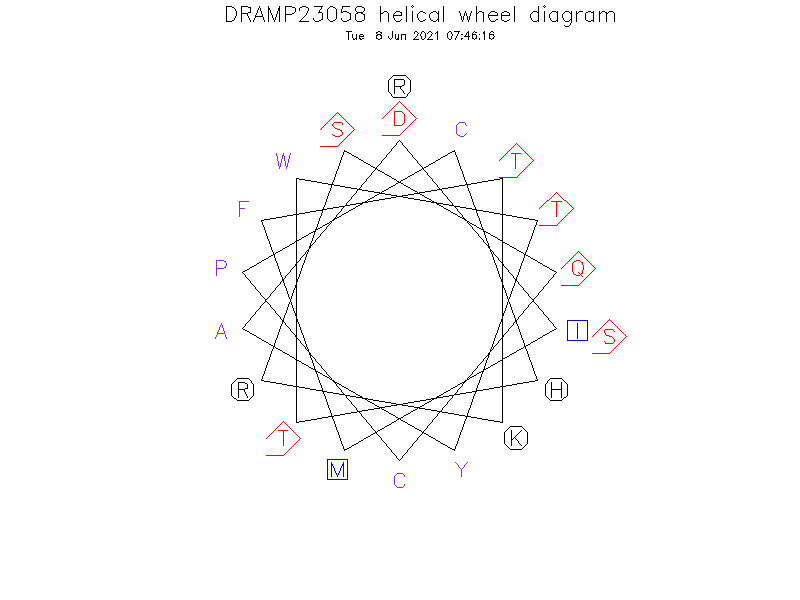 DRAMP23058 helical wheel diagram
Tue 8 Jun 2021 07:46:16
R
S D C
W T
F T
P Q
A I S
R H
T K
M C Y